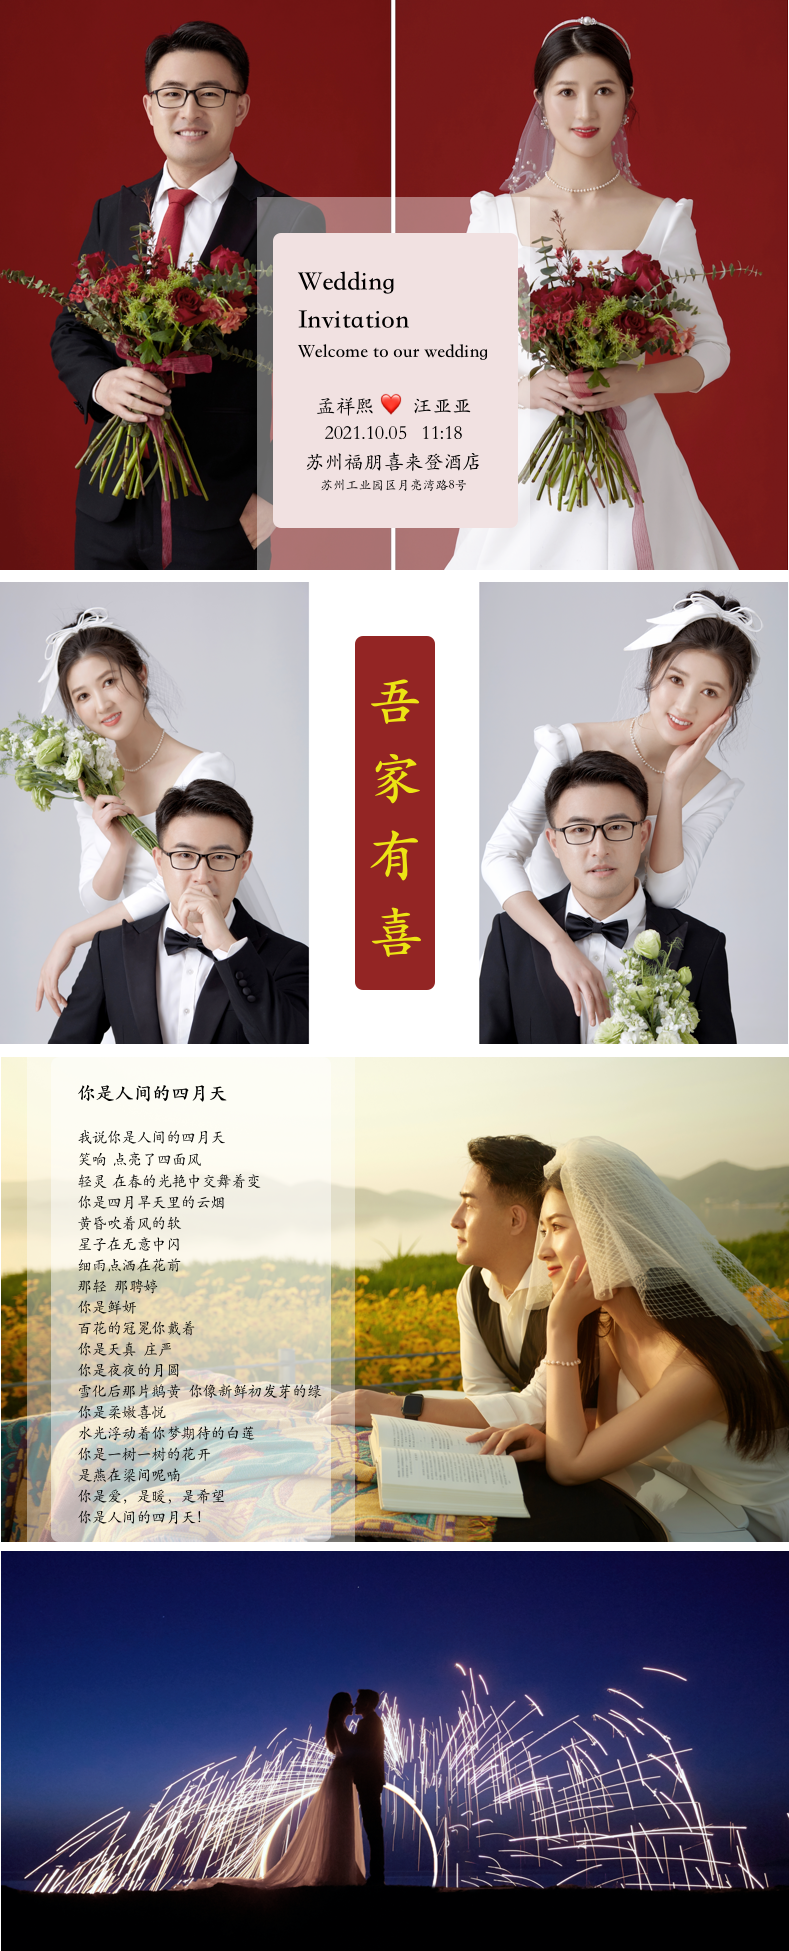 Wedding
Invitation
Welcome to our wedding
孟祥熙 ❤️ 汪亚亚
2021.10.05 11:18
苏州福朋喜来登酒店
苏州工业园区月亮湾路8号
吾
家
有
喜
你是人间的四月天
我说你是人间的四月天
笑响 点亮了四面风
轻灵 在春的光艳中交舞着变
你是四月早天里的云烟
黄昏吹着风的软
星子在无意中闪
细雨点洒在花前
那轻 那聘婷
你是鲜妍
百花的冠冕你戴着
你是天真 庄严
你是夜夜的月圆
雪化后那片鹅黄 你像新鲜初发芽的绿
你是柔嫩喜悦
水光浮动着你梦期待的白莲
你是一树一树的花开
是燕在梁间呢喃
你是爱，是暖，是希望
你是人间的四月天!